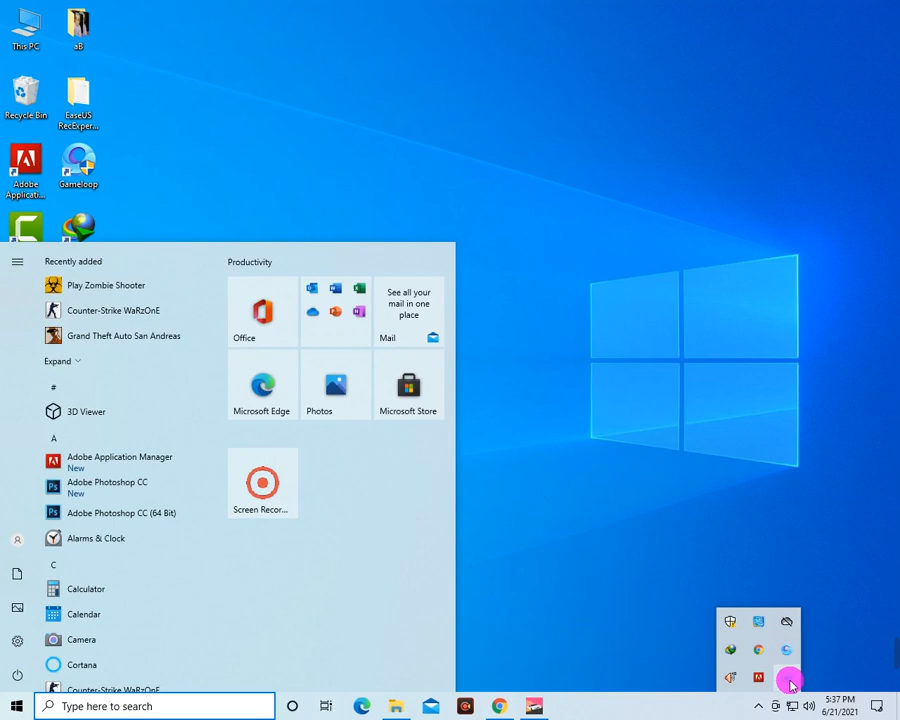 This PC
aB
Recycle Bin
EaseUS
RecExper...
Adobe
Applicati...
Gameloop
Recently added
Play Zombie Shooter
Counter-Strike WaRzOnE
Grand Theft Auto San Andreas
Expand
#
3D Viewer
A
Adobe Application Manager
New
Adobe Photoshop CC
New
Adobe Photoshop CC (64 Bit)
Alarms & Clock
C
Calculator
Calendar
Camera
Cortana
Counter-Strike WaRzOnE
Productivity
Office
See all your
mail in one
place
Mail
Microsoft Edge
Photos
Microsoft Store
Screen Recor...
Type here to search
5:37 PM
6/21/2021